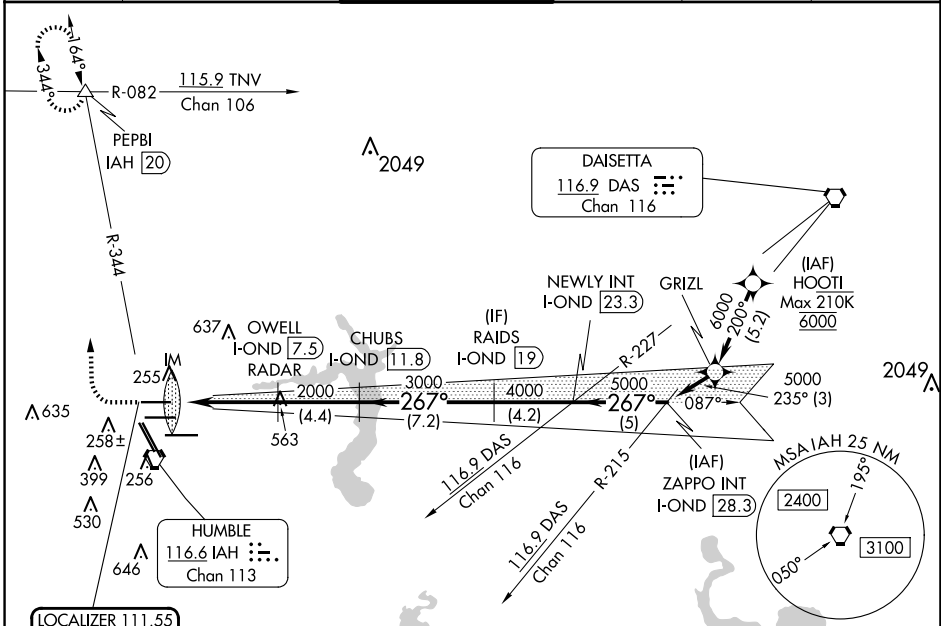 164°
344°
R-082
115.9 TNV
Chan 106
PEPBI
IAH 20
2049
DAISETTA
116.9 DAS
Chan 116
R-344
NEWLY INT
I-OND 23.3
GRIZL
(IAF)
HOOTI
Max 210K
6000
6000
200°
(5.2)
637
OWELL
I-OND 7.5
RADAR
CHUBS
I-OND 11.8
(IF)
RAIDS
I-OND 19
R-227
IM
255
2000
3000
4000
5000
267°
267°
087°
(4.4)
(7.2)
(4.2)
(5)
5000
235° (3)
2049
635
258±
399
256
530
646
563
116.9 DAS
Chan 116
R-215
116.9 DAS
Chan 116
(IAF)
ZAPPO INT
I-OND 28.3
MSA IAH 25 NM
195°
2400
3100
050°
HUMBLE
116.6 IAH
Chan 113
LOCALIZER 111.55